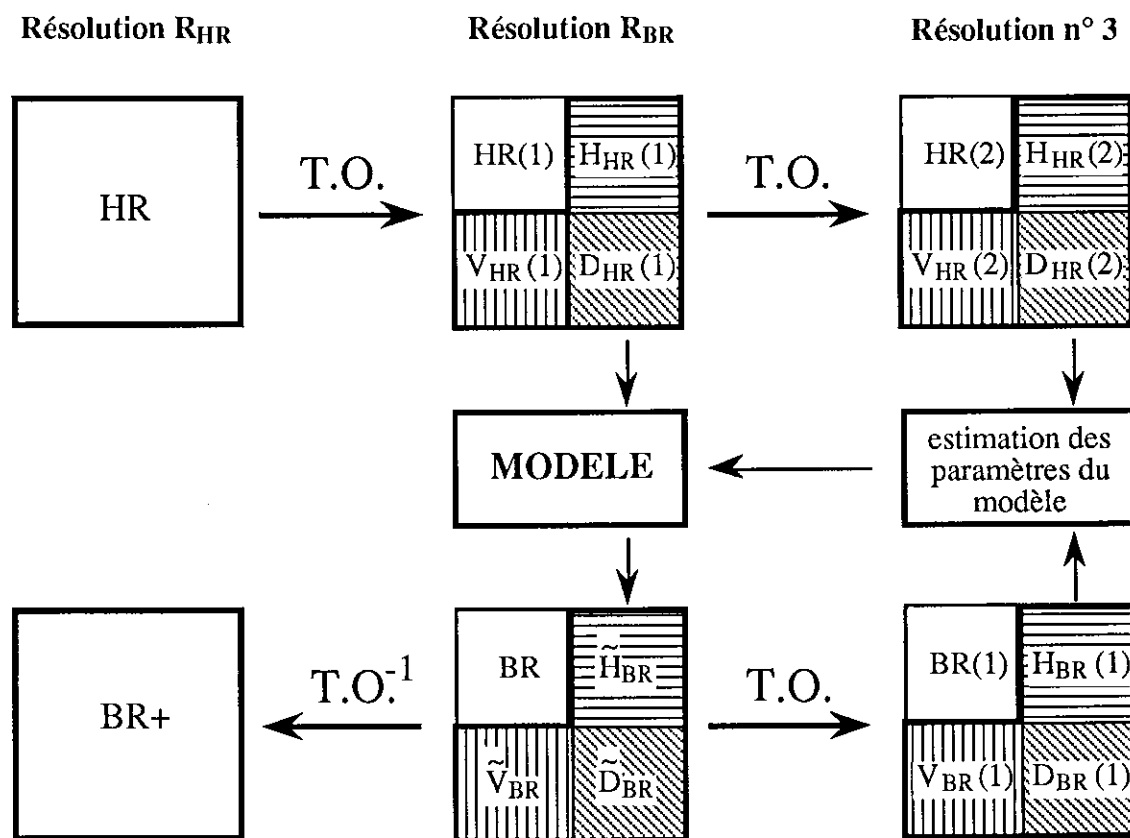 Résolution R_HR
Résolution R_BR
Résolution n° 3
HR
T.O.
HR(1)
H_HR(1)
V_HR(1)
D_HR(1)
T.O.
HR(2)
H_HR(2)
V_HR(2)
D_HR(2)
MODELE
estimation des
paramètres du
modèle
BR+
T.O.⁻¹
BR
H̃_BR
Ṽ_BR
D̃_BR
T.O.
BR(1)
H_BR(1)
V_BR(1)
D_BR(1)